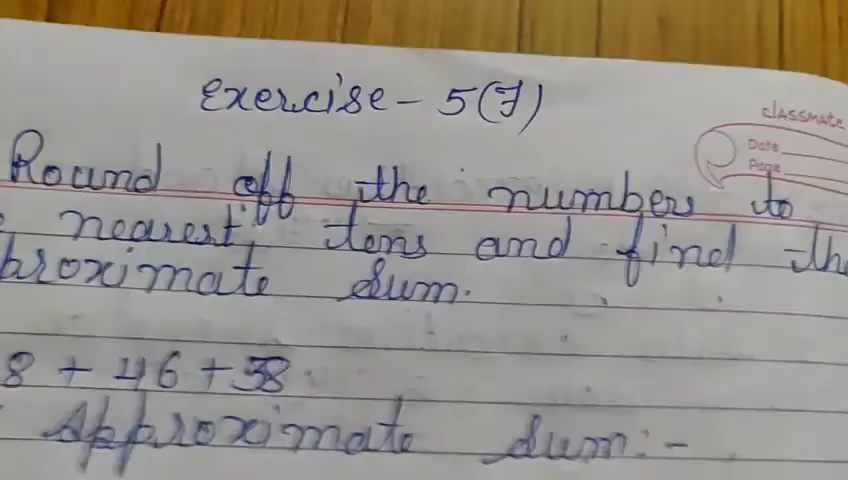 Exercise - 5(F)
classmate
Date
Page
Round off the numbers to
nearest tens and find the
proximate sum.
8 + 46 + 38
Approximate sum:-